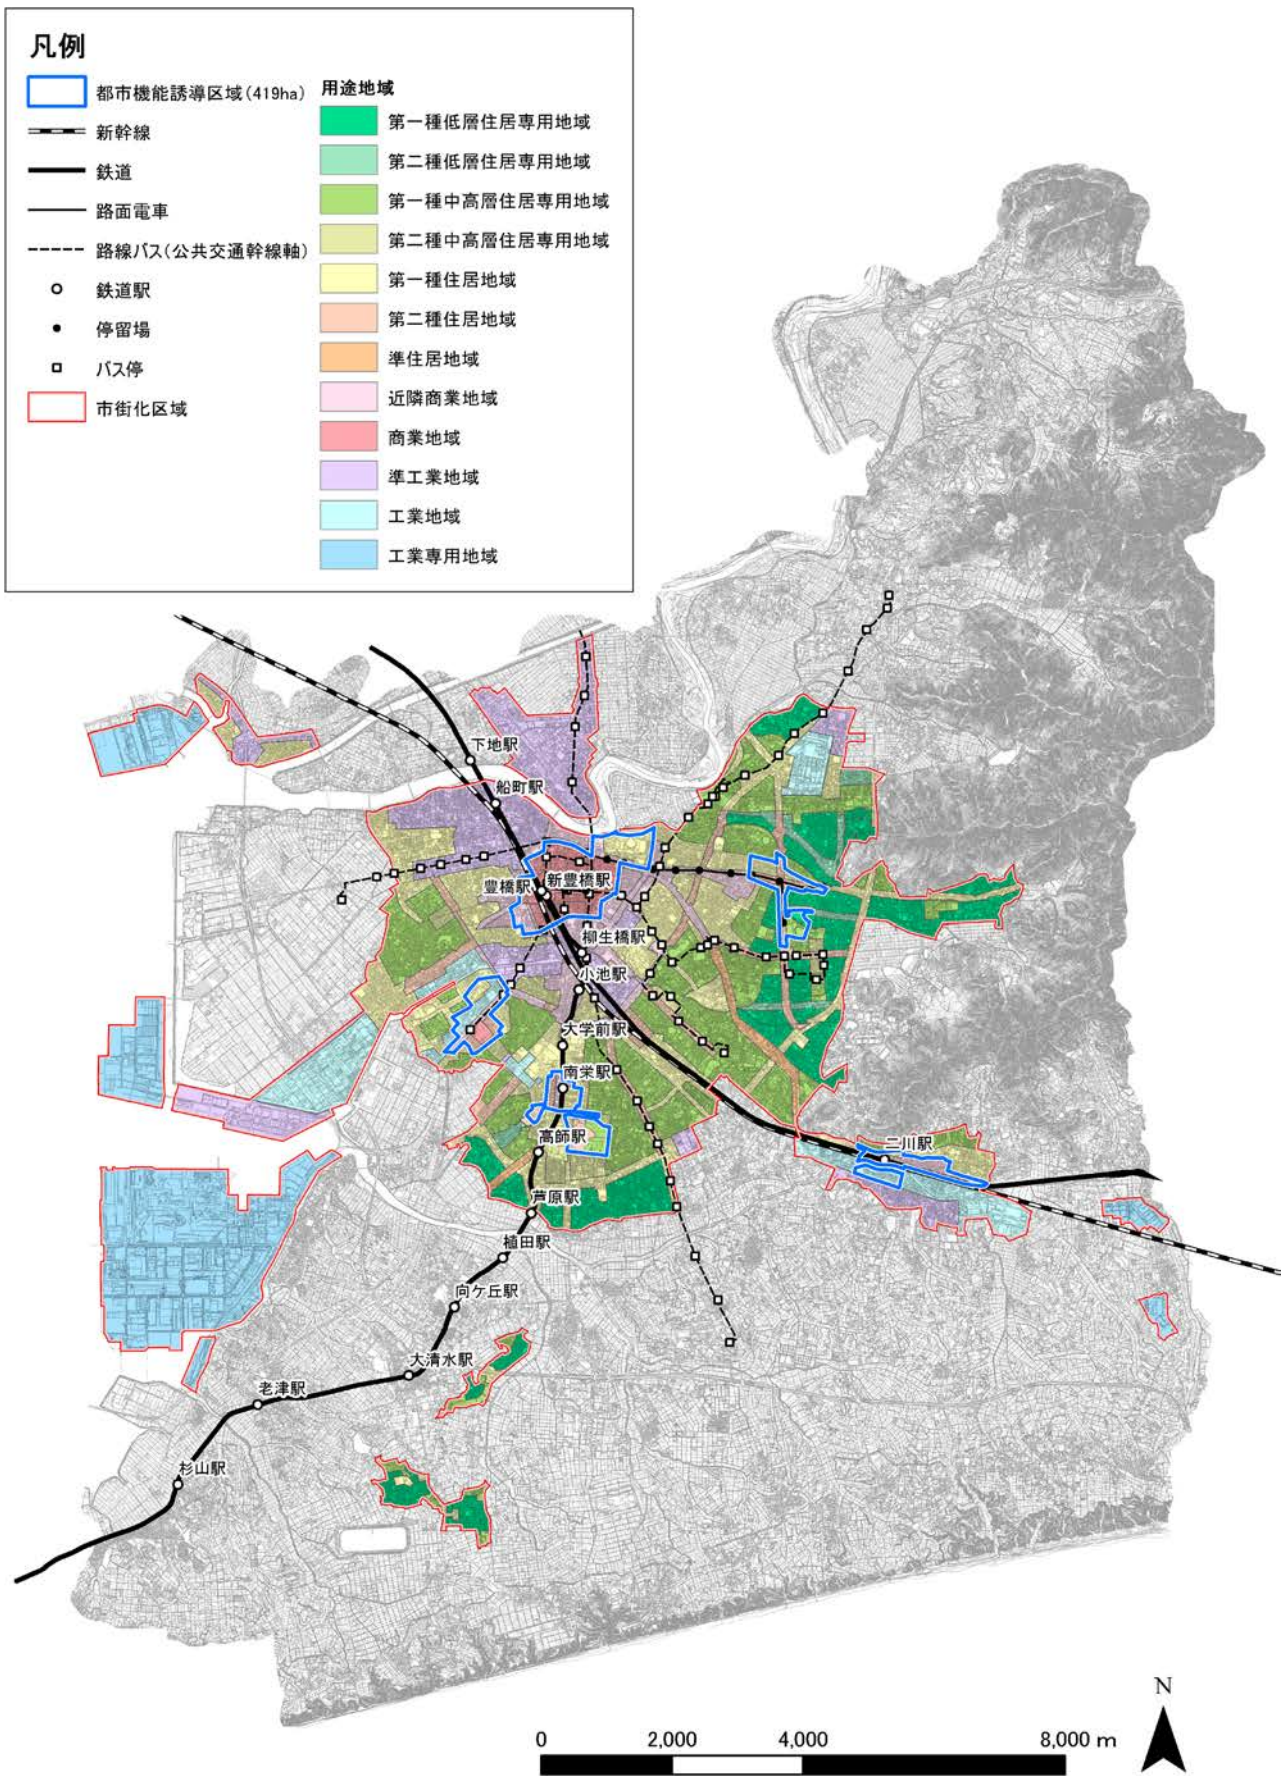 凡例
都市機能誘導区域(419ha)
新幹線
鉄道
路面電車
路線バス(公共交通幹線軸)
鉄道駅
停留場
バス停
市街化区域
用途地域
第一種低層住居専用地域
第二種低層住居専用地域
第一種中高層住居専用地域
第二種中高層住居専用地域
第一種住居地域
第二種住居地域
準住居地域
近隣商業地域
商業地域
準工業地域
工業地域
工業専用地域
下地駅
船町駅
豊橋駅
新豊橋駅
柳生橋駅
小池駅
大学前駅
南栄駅
高師駅
二川駅
芦原駅
植田駅
向ケ丘駅
大清水駅
老津駅
杉山駅
N
0 2,000 4,000 8,000 m